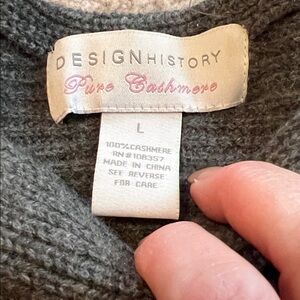 DESIGNHISTORY
Pure Cashmere
L
100%CASHMERE
RN#108357
MADE IN CHINA
SEE REVERSE
FOR CARE